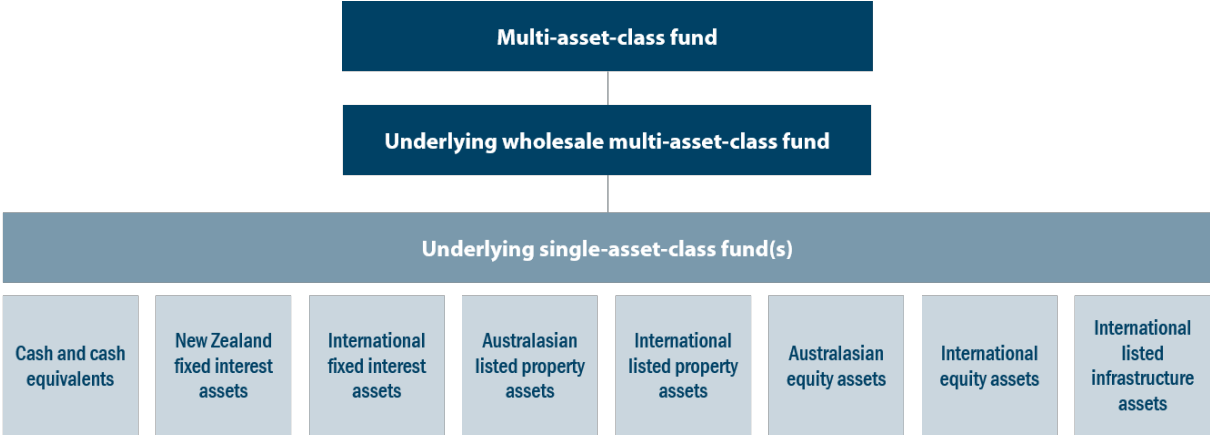 Multi-asset-class fund
Underlying wholesale multi-asset-class fund
Underlying single-asset-class fund(s)
Cash and cash
equivalents
New Zealand
fixed interest
assets
International
fixed interest
assets
Australasian
listed property
assets
International
listed property
assets
Australasian
equity assets
International
equity assets
International
listed
infrastructure
assets